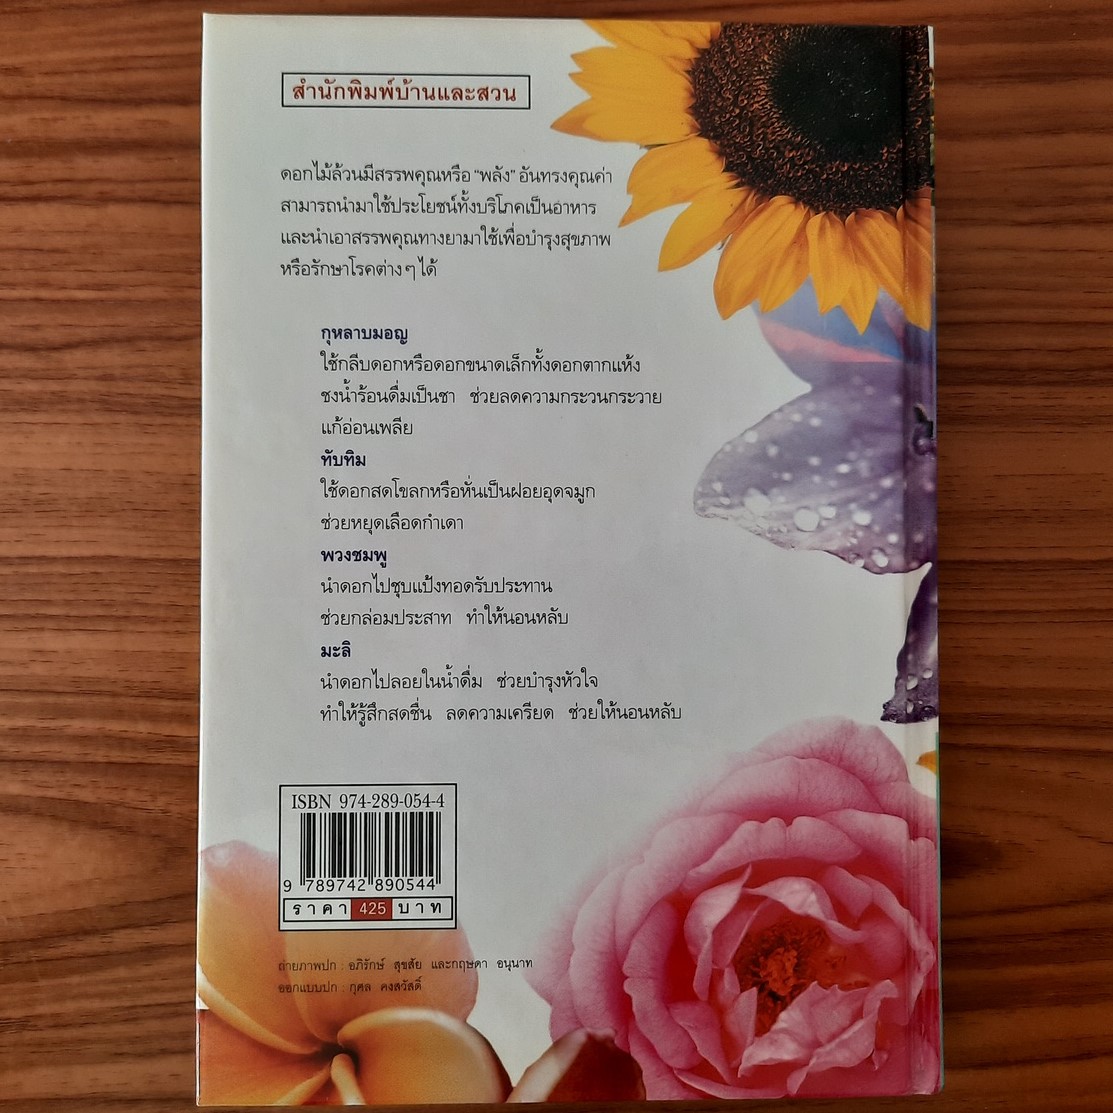 สำนักพิมพ์บ้านและสวน
ดอกไม้ล้วนมีสรรพคุณหรือ "พลัง" อันทรงคุณค่า
สามารถนำมาใช้ประโยชน์ทั้งบริโภคเป็นอาหาร
และนำเอาสรรพคุณทางยามาใช้เพื่อบำรุงสุขภาพ
หรือรักษาโรคต่าง ๆ ได้
กุหลาบมอญ
ใช้กลีบดอกหรือดอกขนาดเล็กทั้งดอกตากแห้ง
ชงน้ำร้อนดื่มเป็นชา ช่วยลดความกระวนกระวาย
แก้อ่อนเพลีย
ทับทิม
ใช้ดอกสดโขลกหรือหั่นเป็นฝอยอุดจมูก
ช่วยหยุดเลือดกำเดา
พวงชมพู
นำดอกไปชุบแป้งทอดรับประทาน
ช่วยกล่อมประสาท ทำให้นอนหลับ
มะลิ
นำดอกไปลอยในน้ำดื่ม ช่วยบำรุงหัวใจ
ทำให้รู้สึกสดชื่น ลดความเครียด ช่วยให้นอนหลับ
ISBN 974-289-054-4
9 789742 890544
ราคา 425 บาท
ถ่ายภาพปก : อภิรักษ์ สุขสัย และกฤษดา อนุนาท
ออกแบบปก : กุศล คงสวัสดิ์